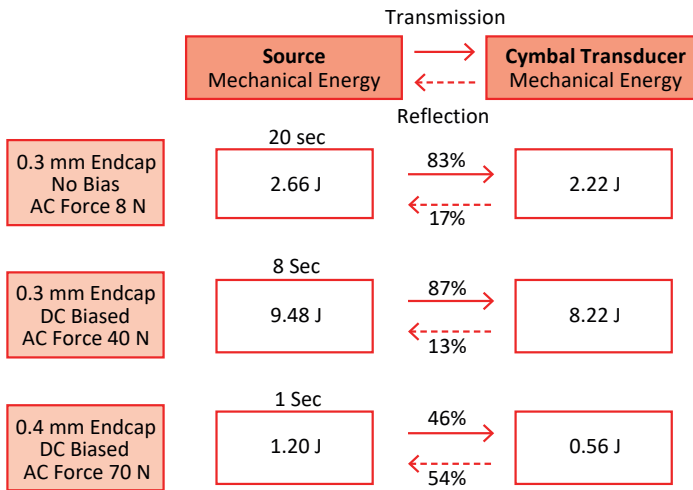 Transmission
Source
Mechanical Energy
Cymbal Transducer
Mechanical Energy
Reflection
0.3 mm Endcap
No Bias
AC Force 8 N
20 sec
2.66 J
83%
17%
2.22 J
0.3 mm Endcap
DC Biased
AC Force 40 N
8 Sec
9.48 J
87%
13%
8.22 J
0.4 mm Endcap
DC Biased
AC Force 70 N
1 Sec
1.20 J
46%
54%
0.56 J